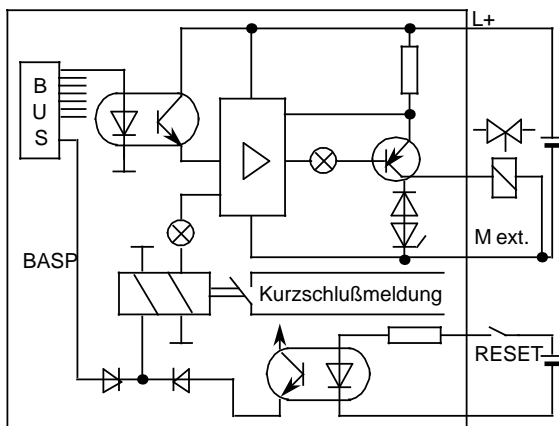 L+
B
U
S
M ext.
BASP
Kurzschlußmeldung
RESET